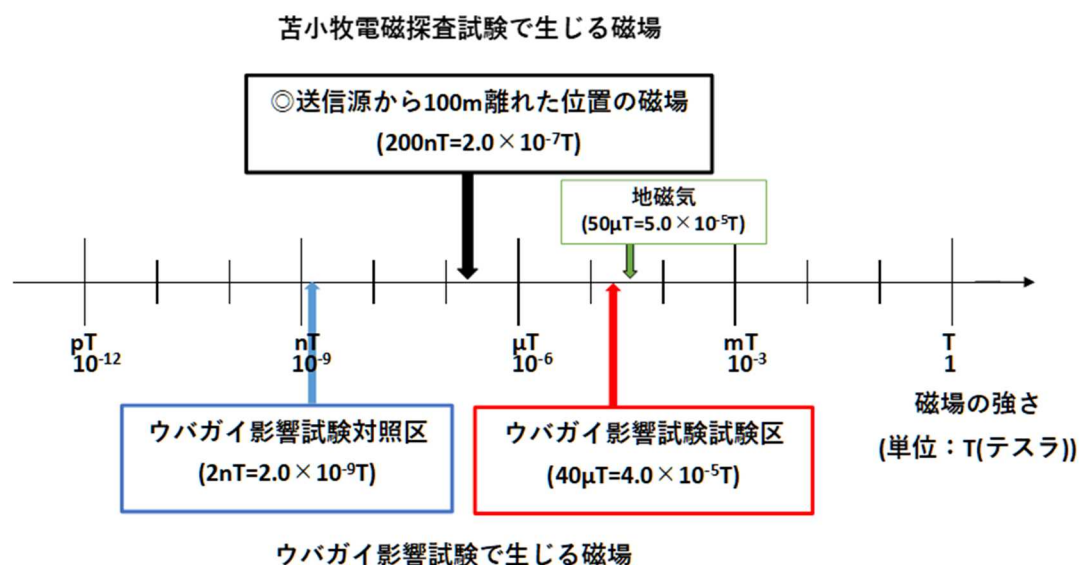 苫小牧電磁探査試験で生じる磁場
◎送信源から100m離れた位置の磁場
(200nT=2.0×10⁻⁷T)
地磁気
(50μT=5.0×10⁻⁵T)
pT
10⁻¹²
nT
10⁻⁹
μT
10⁻⁶
mT
10⁻³
T
1
ウバガイ影響試験対照区
(2nT=2.0×10⁻⁹T)
ウバガイ影響試験試験区
(40μT=4.0×10⁻⁵T)
磁場の強さ
(単位：T(テスラ))
ウバガイ影響試験で生じる磁場